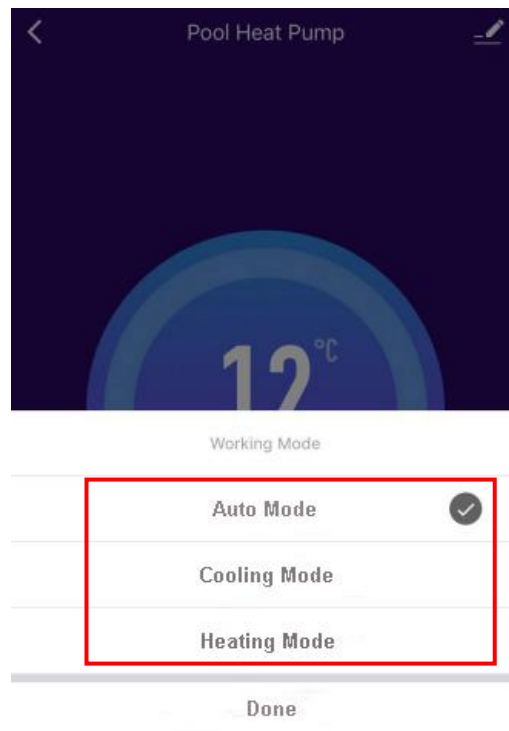 Pool Heat Pump
12°C
Working Mode
Auto Mode
Cooling Mode
Heating Mode
Done